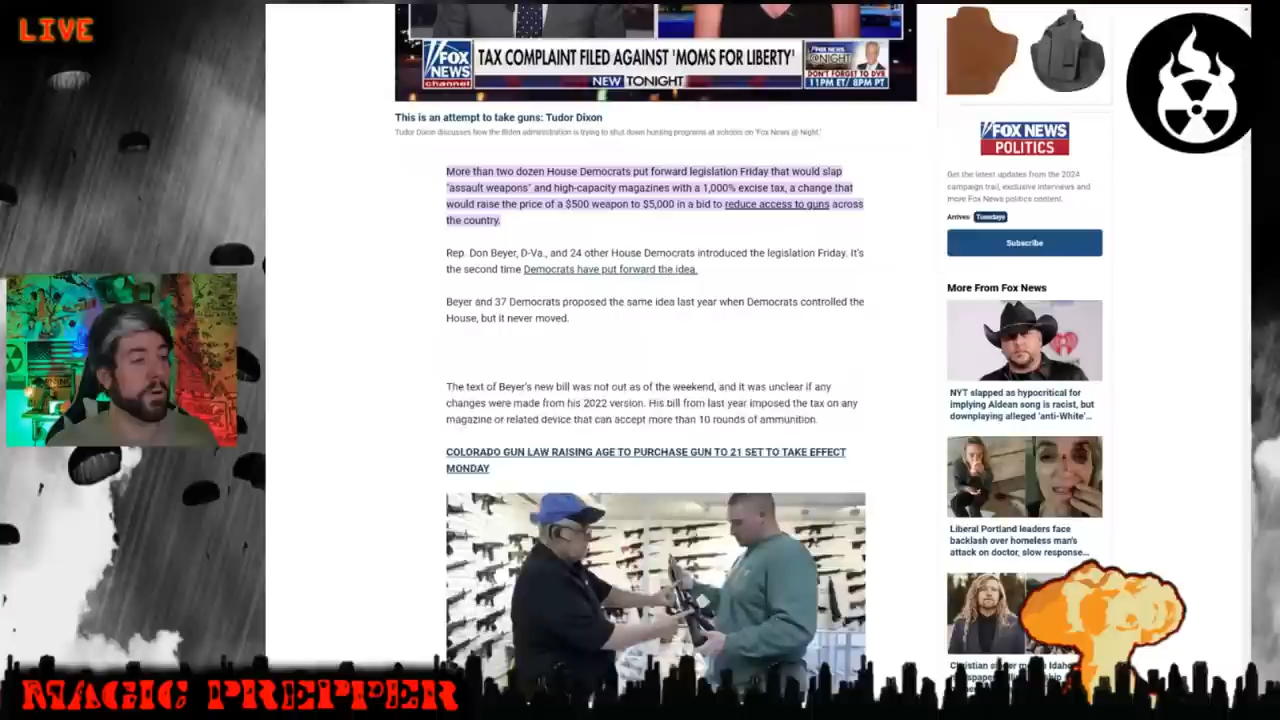 LIVE
FOX
NEWS
channel
TAX COMPLAINT FILED AGAINST 'MOMS FOR LIBERTY'
NEW TONIGHT
FOX NEWS
@NIGHT
DON'T FORGET TO DVR
11PM ET/ 8PM PT
This is an attempt to take guns: Tudor Dixon
Tudor Dixon discusses how the Biden administration is trying to shut down hunting programs at schools on 'Fox News @ Night.'
More than two dozen House Democrats put forward legislation Friday that would slap
"assault weapons" and high-capacity magazines with a 1,000% excise tax, a change that
would raise the price of a $500 weapon to $5,000 in a bid to reduce access to guns across
the country.
Rep. Don Beyer, D-Va., and 24 other House Democrats introduced the legislation Friday. It's
the second time Democrats have put forward the idea.
Beyer and 37 Democrats proposed the same idea last year when Democrats controlled the
House, but it never moved.
The text of Beyer's new bill was not out as of the weekend, and it was unclear if any
changes were made from his 2022 version. His bill from last year imposed the tax on any
magazine or related device that can accept more than 10 rounds of ammunition.
COLORADO GUN LAW RAISING AGE TO PURCHASE GUN TO 21 SET TO TAKE EFFECT
MONDAY
FOX NEWS
POLITICS
Get the latest updates from the 2024
campaign trail, exclusive interviews and
more Fox News politics content.
Arrives Tuesdays
Subscribe
More From Fox News
NYT slapped as hypocritical for
implying Aldean song is racist, but
downplaying alleged 'anti-White'...
Liberal Portland leaders face
backlash over homeless man's
attack on doctor, slow response...
Christian
Idaho
MAGIC PREPPER